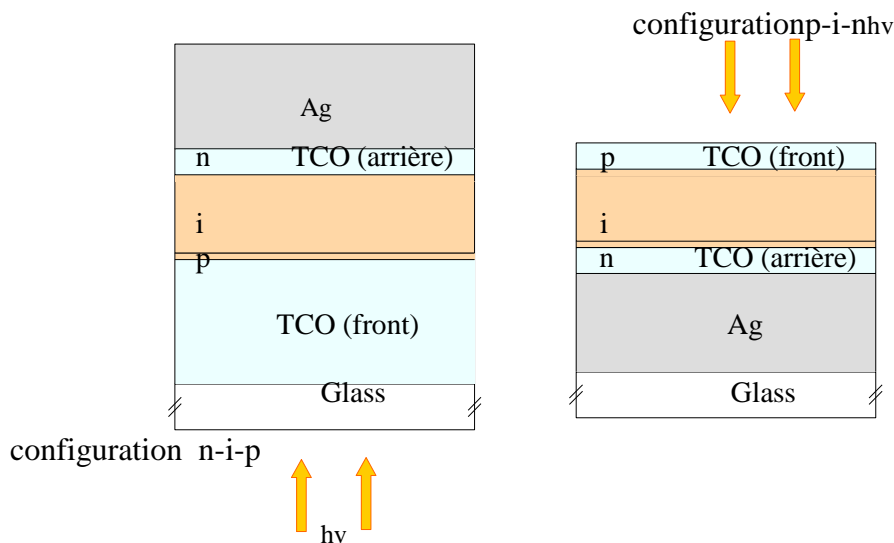 configurationp-i-nhv
Ag
n TCO (arrière)
i
p
TCO (front)
Glass
configuration n-i-p
hv
p TCO (front)
i
n TCO (arrière)
Ag
Glass